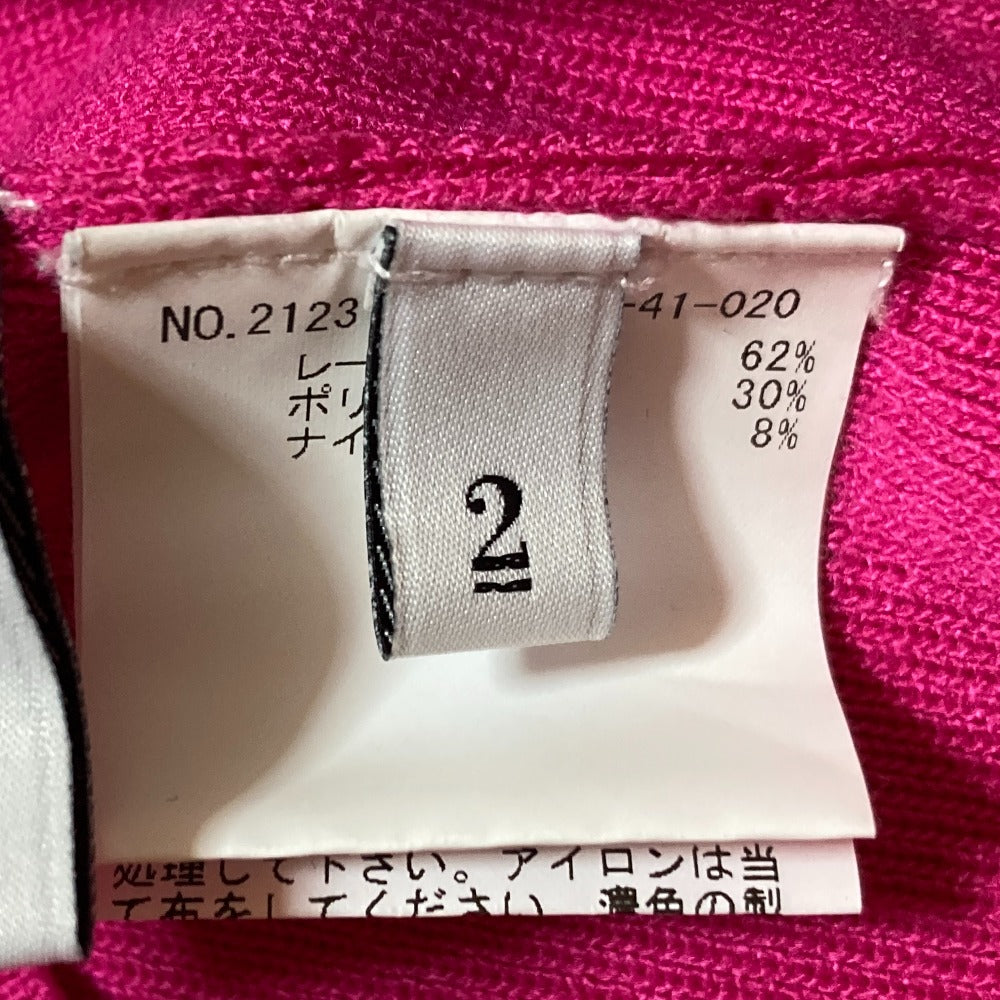 NO.2123 -41-020
レー 62%
ポリ 30%
ナイ 8%
2
処理して下さい。アイロンは当
て布をしてください 濃色の製